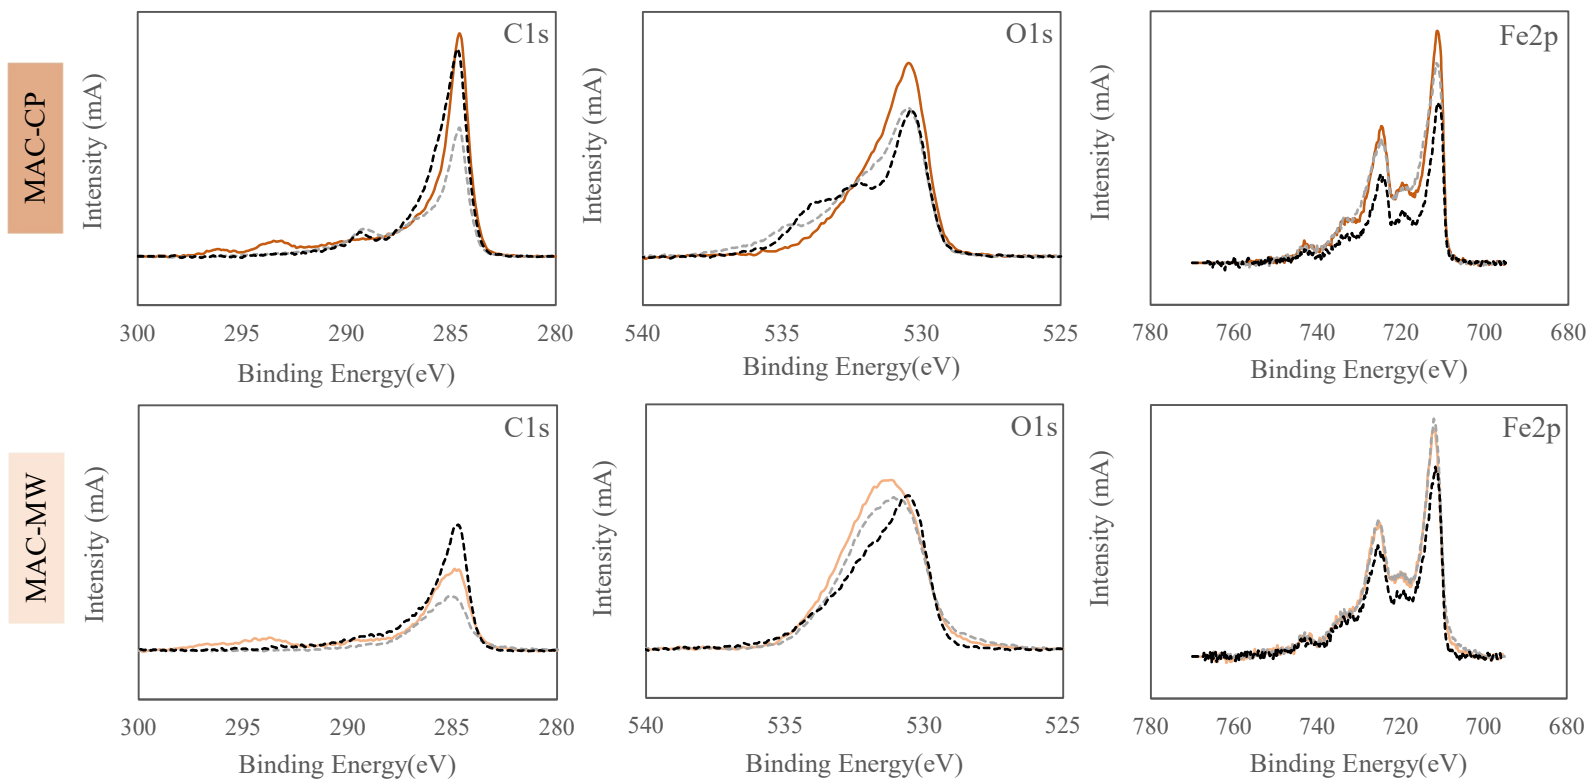 MAC-CP
Intensity (mA)
C1s
300 295 290 285 280
Binding Energy(eV)
Intensity (mA)
O1s
540 535 530 525
Binding Energy(eV)
Intensity (mA)
Fe2p
780 760 740 720 700 680
Binding Energy(eV)
MAC-MW
Intensity (mA)
C1s
300 295 290 285 280
Binding Energy(eV)
Intensity (mA)
O1s
540 535 530 525
Binding Energy(eV)
Intensity (mA)
Fe2p
780 760 740 720 700 680
Binding Energy(eV)